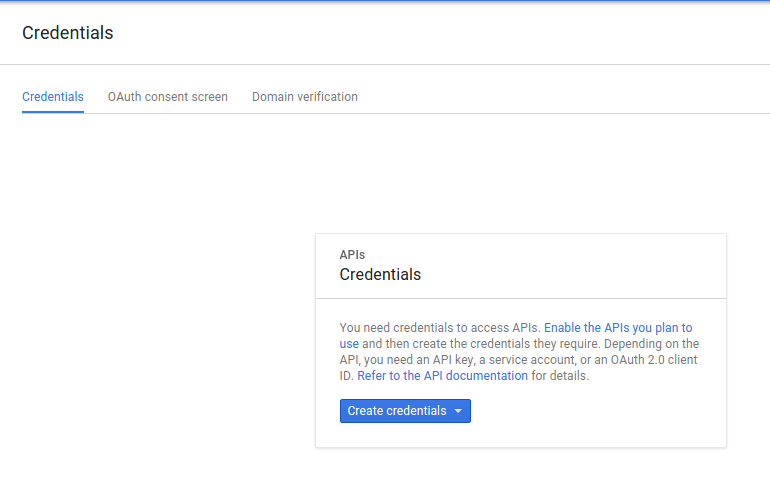 Credentials
Credentials OAuth consent screen Domain verification
APIs
Credentials
You need credentials to access APIs. Enable the APIs you plan to
use and then create the credentials they require. Depending on the
API, you need an API key, a service account, or an OAuth 2.0 client
ID. Refer to the API documentation for details.
Create credentials